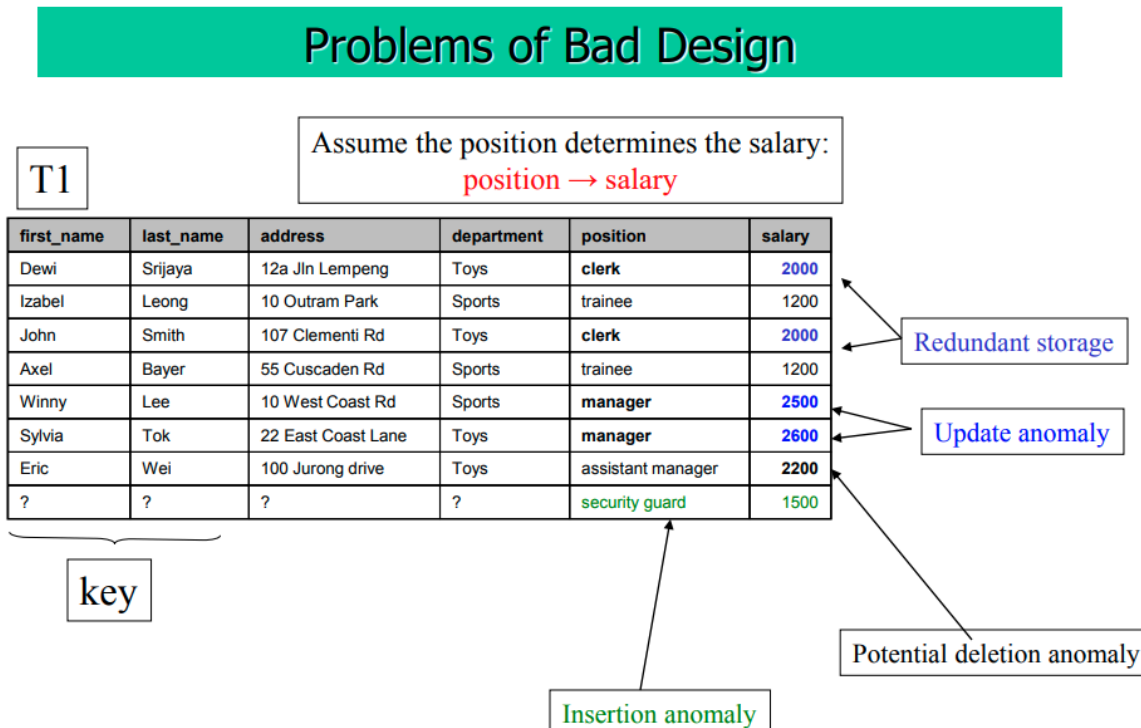 Problems of Bad Design
Assume the position determines the salary:
position → salary
T1
first_name last_name address department position salary
Dewi Srijaya 12a Jln Lempeng Toys clerk 2000
Izabel Leong 10 Outram Park Sports trainee 1200
John Smith 107 Clementi Rd Toys clerk 2000
Axel Bayer 55 Cuscaden Rd Sports trainee 1200
Winny Lee 10 West Coast Rd Sports manager 2500
Sylvia Tok 22 East Coast Lane Toys manager 2600
Eric Wei 100 Jurong drive Toys assistant manager 2200
? ? ? ? security guard 1500
Redundant storage
Update anomaly
key
Potential deletion anomaly
Insertion anomaly